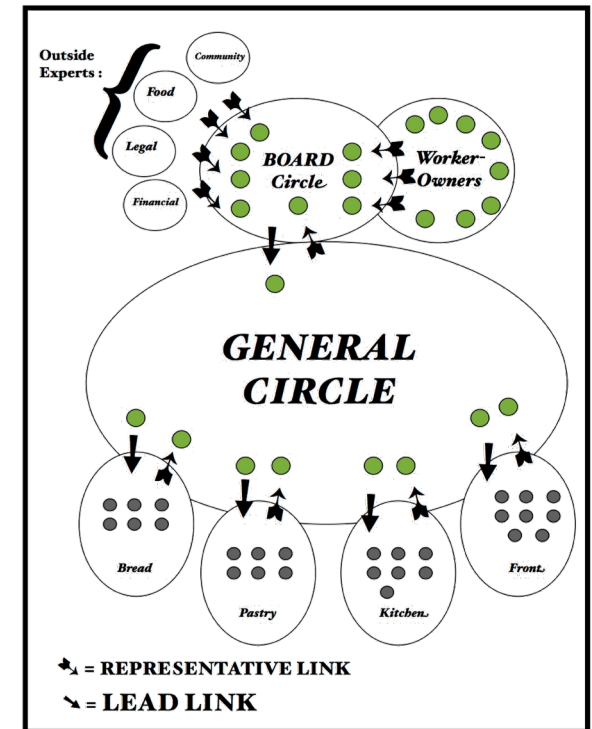 Outside
Experts :
Community
Food
Legal
Financial
BOARD
Circle
Worker-
Owners
GENERAL
CIRCLE
Bread
Pastry
Kitchen
Front
= REPRESENTATIVE LINK
= LEAD LINK